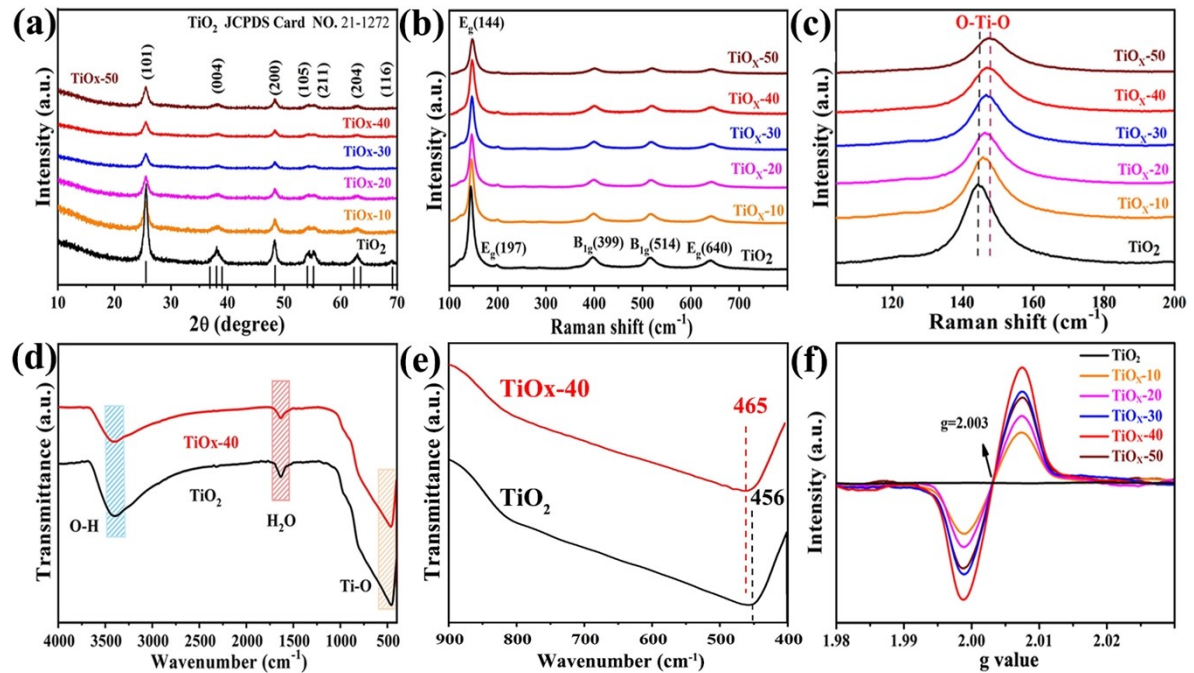 (a)
TiO2 JCPDS Card NO. 21-1272
TiOx-50
(101)
(004)
(200)
(105)
(211)
(204)
(116)
TiOx-40
TiOx-30
TiOx-20
TiOx-10
TiO2
Intensity (a.u.)
10 20 30 40 50 60 70
2θ (degree)
(b)
Eg(144)
TiOX-50
TiOX-40
TiOX-30
TiOX-20
TiOX-10
Eg(197)
B1g(399)
B1g(514)
Eg(640)
TiO2
Intensity (a.u.)
100 200 300 400 500 600 700
Raman shift (cm-1)
(c)
O-Ti-O
TiOX-50
TiOX-40
TiOX-30
TiOX-20
TiOX-10
TiO2
Intensity (a.u.)
120 140 160 180 200
Raman shift (cm-1)
(d)
TiOx-40
TiO2
O-H
H2O
Ti-O
Transmittance (a.u.)
4000 3500 3000 2500 2000 1500 1000 500
Wavenumber (cm-1)
(e)
TiOx-40
465
TiO2
456
Transmittance (a.u.)
900 800 700 600 500 400
Wavenumber (cm-1)
(f)
TiO2
TiOX-10
TiOX-20
TiOX-30
TiOX-40
TiOX-50
g=2.003
Intensity (a.u.)
1.98 1.99 2.00 2.01 2.02
g value